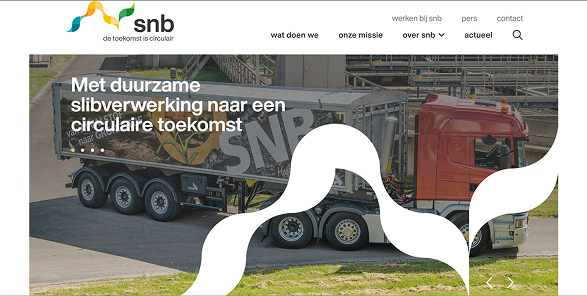 werken bij snb pers contact
snb
de toekomst is circulair
wat doen we onze missie over snb actueel
Met duurzame
slibverwerking naar een
circulaire toekomst
SNB